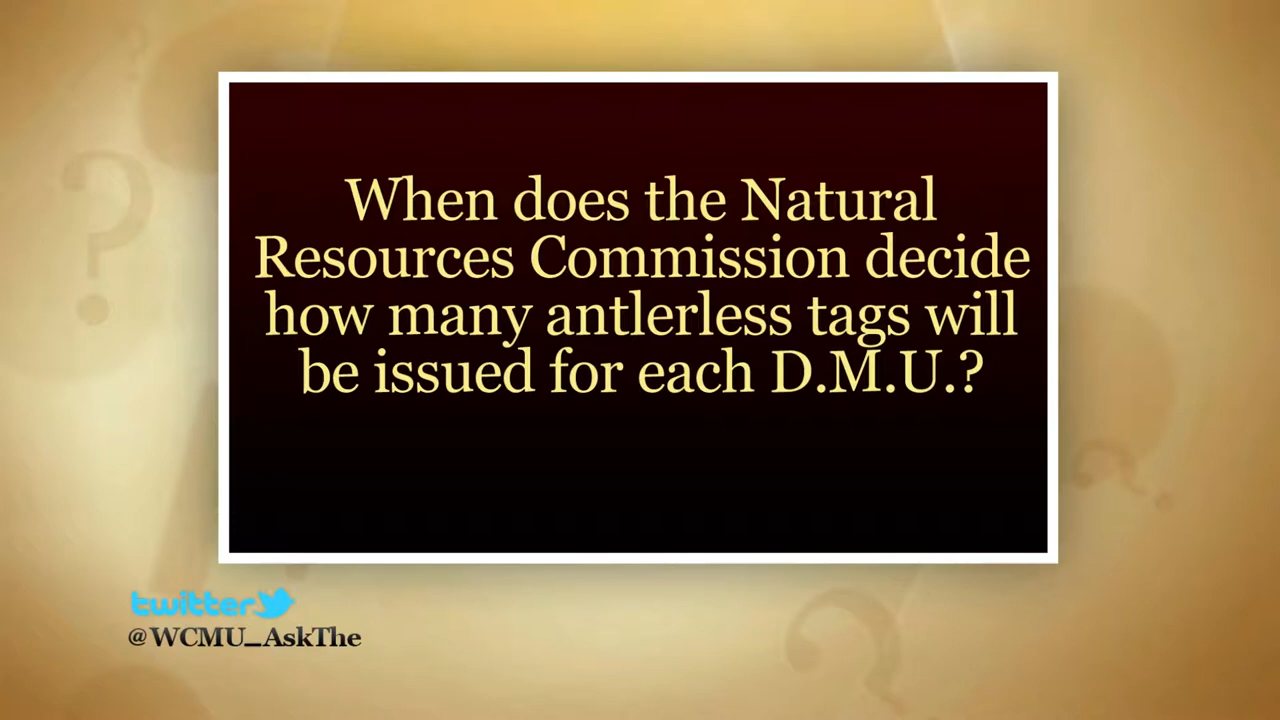 When does the Natural
Resources Commission decide
how many antlerless tags will
be issued for each D.M.U.?
twitter
@WCMU_AskThe